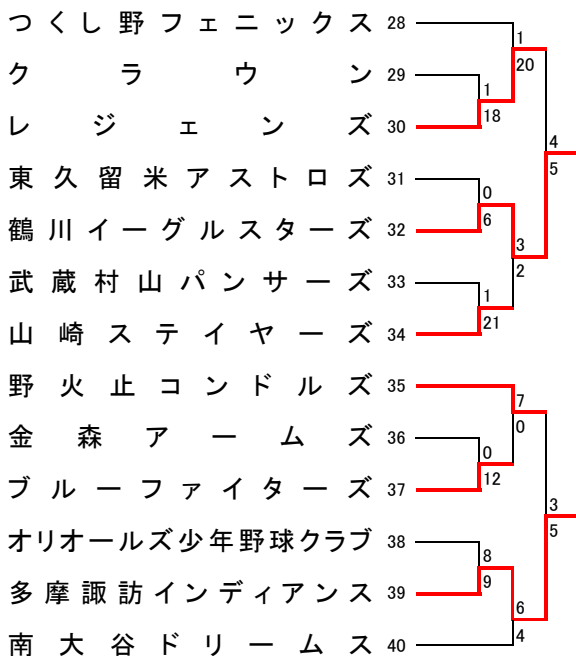 つくし野フェニックス 28
クラウン 29
レジェンズ 30
東久留米アストロズ 31
鶴川イーグルスターズ 32
武蔵村山パンサーズ 33
山崎ステイヤーズ 34
野火止コンドルズ 35
金森アームズ 36
ブルーファイターズ 37
オリオールズ少年野球クラブ 38
多摩諏訪インディアンス 39
南大谷ドリームス 40
1
20
1
18
4
5
0
6
3
2
1
21
7
0
0
12
3
5
8
9
6
4